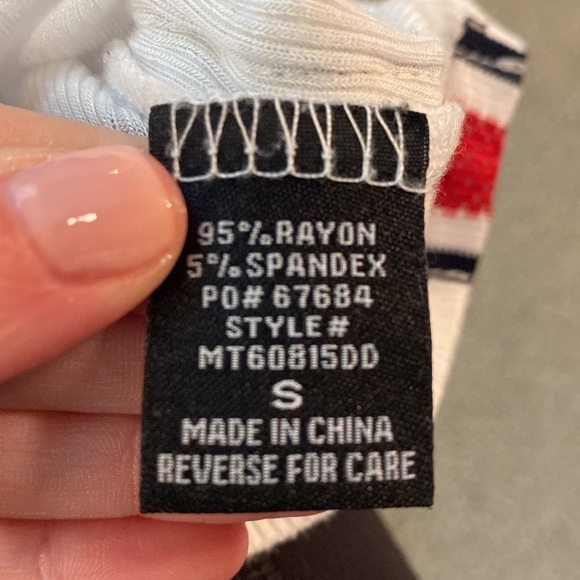 95% RAYON
5% SPANDEX
PO# 67684
STYLE#
MT60815DD
S
MADE IN CHINA
REVERSE FOR CARE